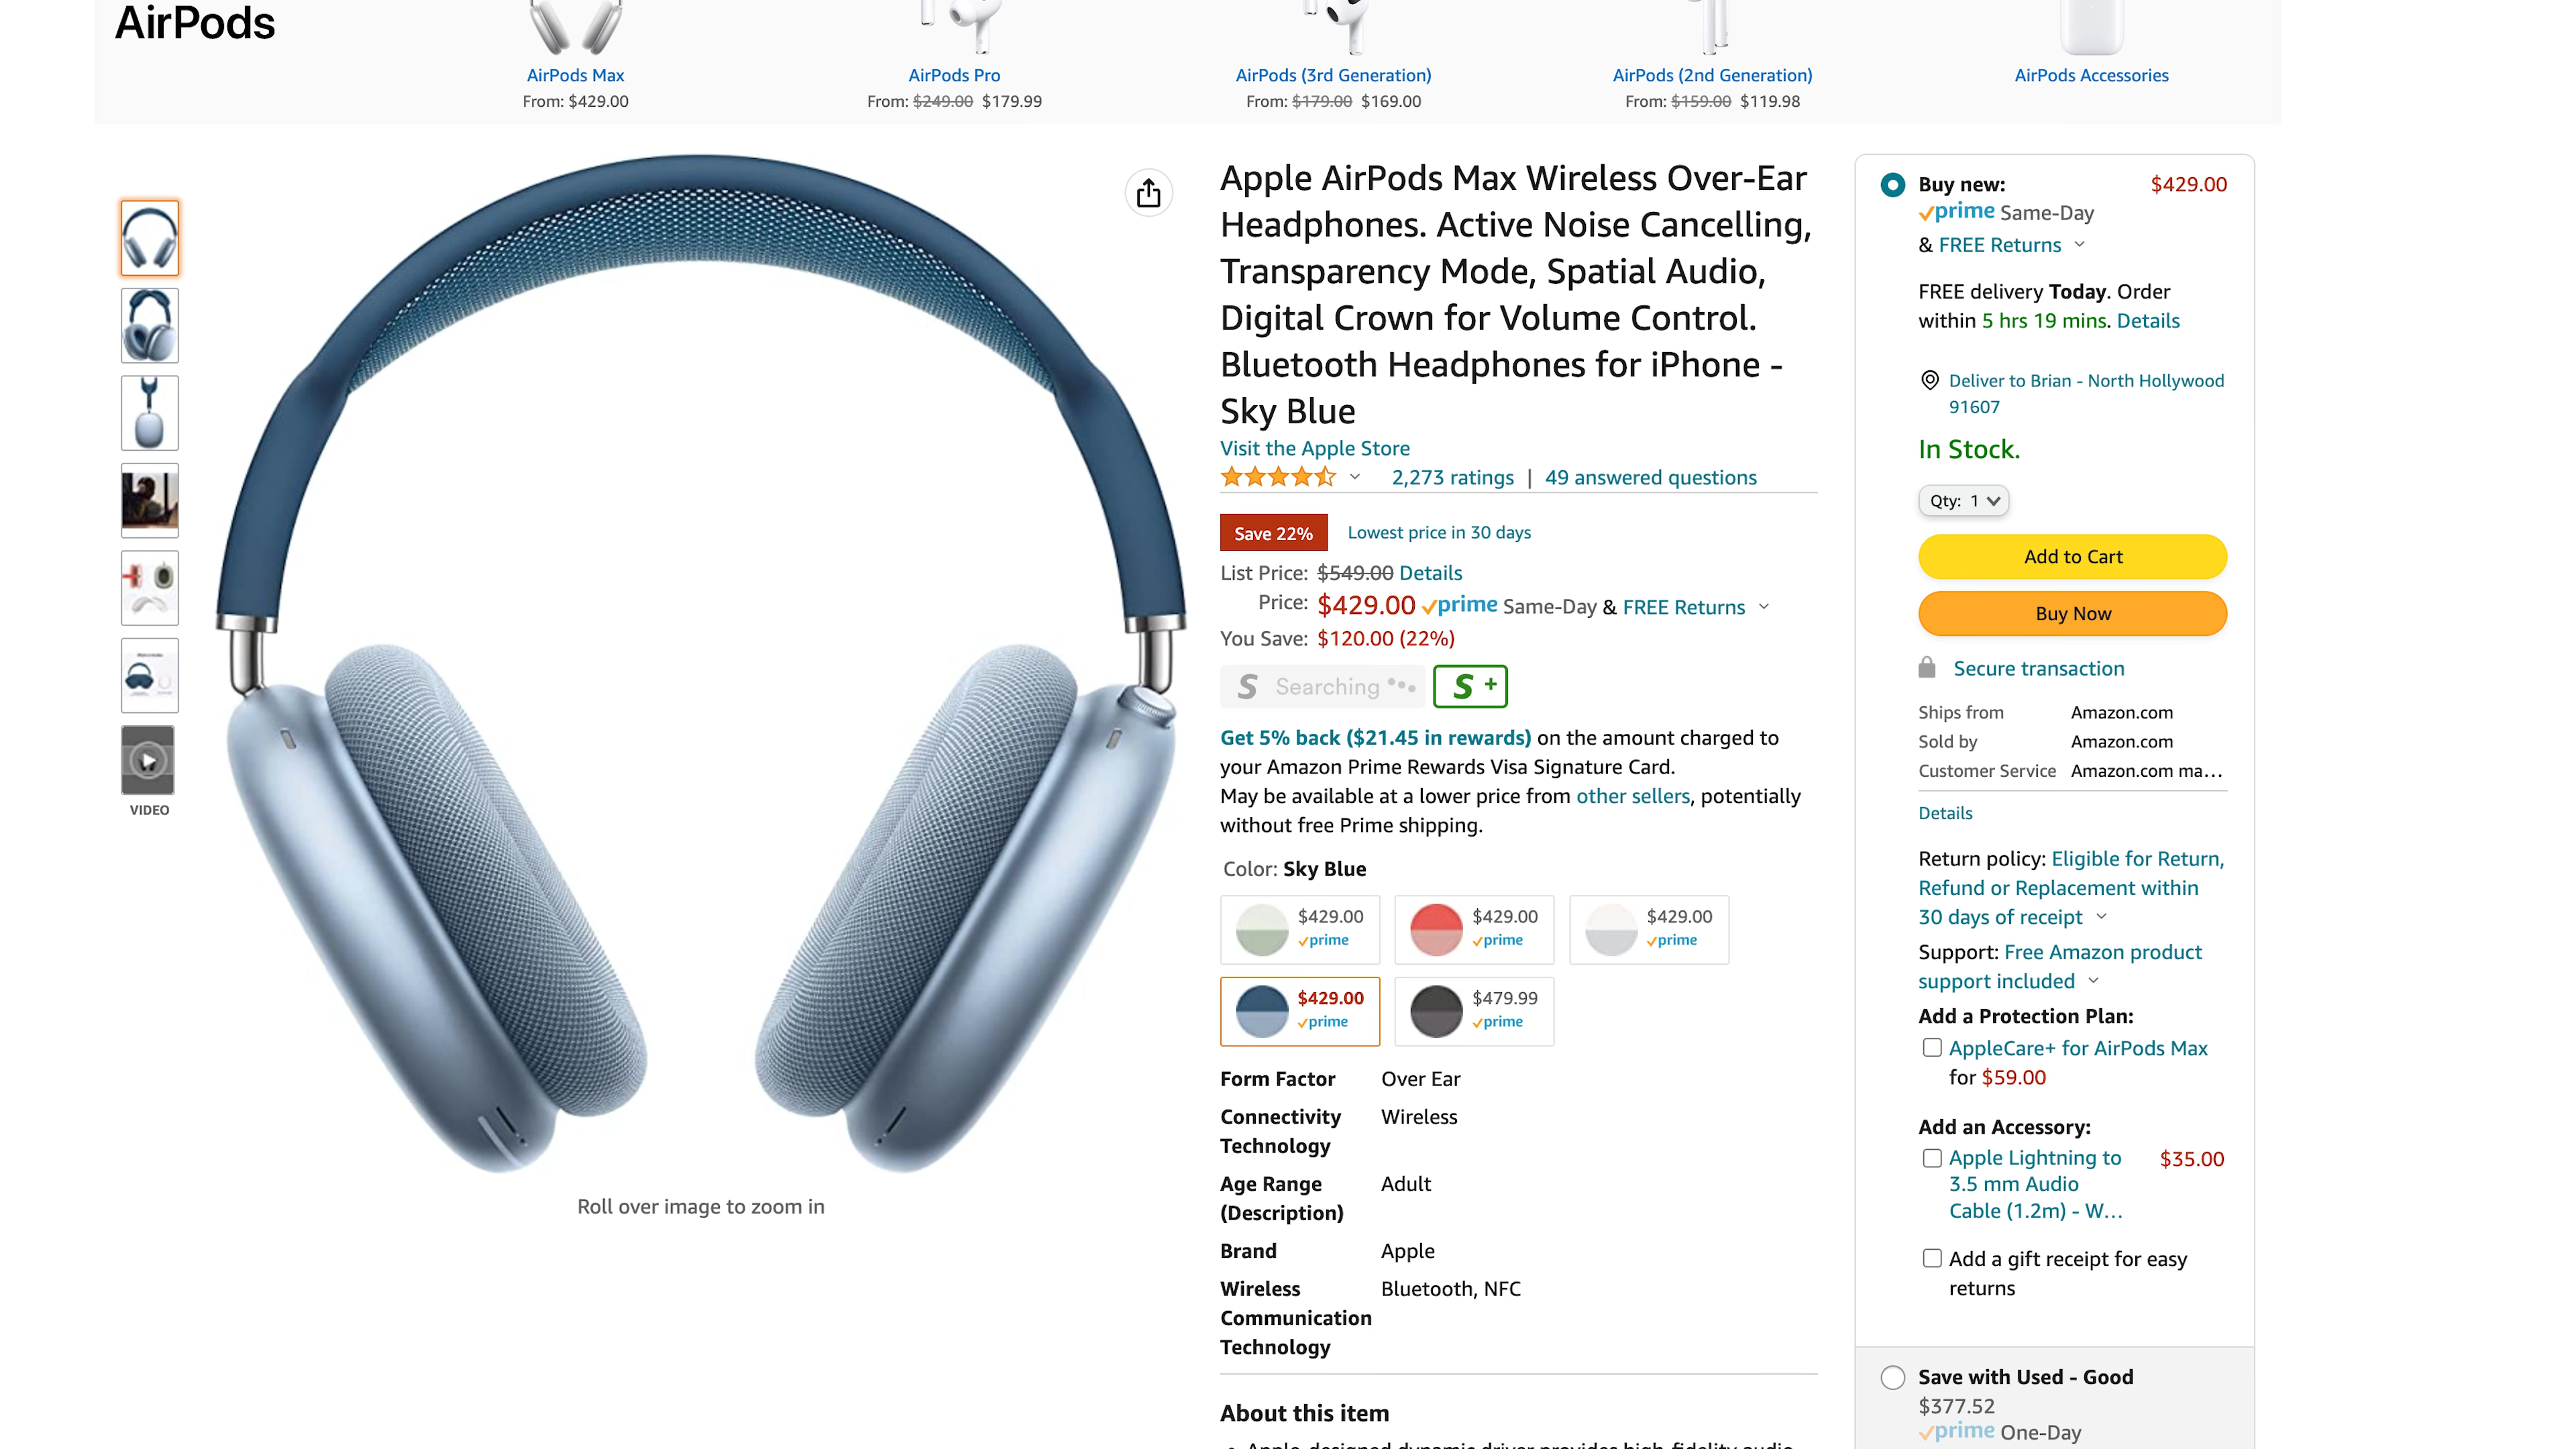 AirPods
AirPods Max
From: $429.00
AirPods Pro
From: $249.00 $179.99
AirPods (3rd Generation)
From: $179.00 $169.00
AirPods (2nd Generation)
From: $159.00 $119.98
AirPods Accessories
VIDEO
Roll over image to zoom in
Apple AirPods Max Wireless Over-Ear
Headphones. Active Noise Cancelling,
Transparency Mode, Spatial Audio,
Digital Crown for Volume Control.
Bluetooth Headphones for iPhone -
Sky Blue
Visit the Apple Store
2,273 ratings | 49 answered questions
Save 22% Lowest price in 30 days
List Price: $549.00 Details
Price: $429.00 prime Same-Day & FREE Returns
You Save: $120.00 (22%)
S Searching S +
Get 5% back ($21.45 in rewards) on the amount charged to
your Amazon Prime Rewards Visa Signature Card.
May be available at a lower price from other sellers, potentially
without free Prime shipping.
Color: Sky Blue
$429.00 $429.00 $429.00
prime prime prime
$429.00 $479.99
prime prime
Form Factor Over Ear
Connectivity Wireless
Technology
Age Range Adult
(Description)
Brand Apple
Wireless Bluetooth, NFC
Communication
Technology
About this item
Apple-designed dynamic driver provides high-fidelity audio
Buy new: $429.00
prime Same-Day
& FREE Returns
FREE delivery Today. Order
within 5 hrs 19 mins. Details
Deliver to Brian - North Hollywood
91607
In Stock.
Qty: 1
Add to Cart
Buy Now
Secure transaction
Ships from Amazon.com
Sold by Amazon.com
Customer Service Amazon.com ma...
Details
Return policy: Eligible for Return,
Refund or Replacement within
30 days of receipt
Support: Free Amazon product
support included
Add a Protection Plan:
AppleCare+ for AirPods Max
for $59.00
Add an Accessory:
Apple Lightning to $35.00
3.5 mm Audio
Cable (1.2m) - W...
Add a gift receipt for easy
returns
Save with Used - Good
$377.52
prime One-Day